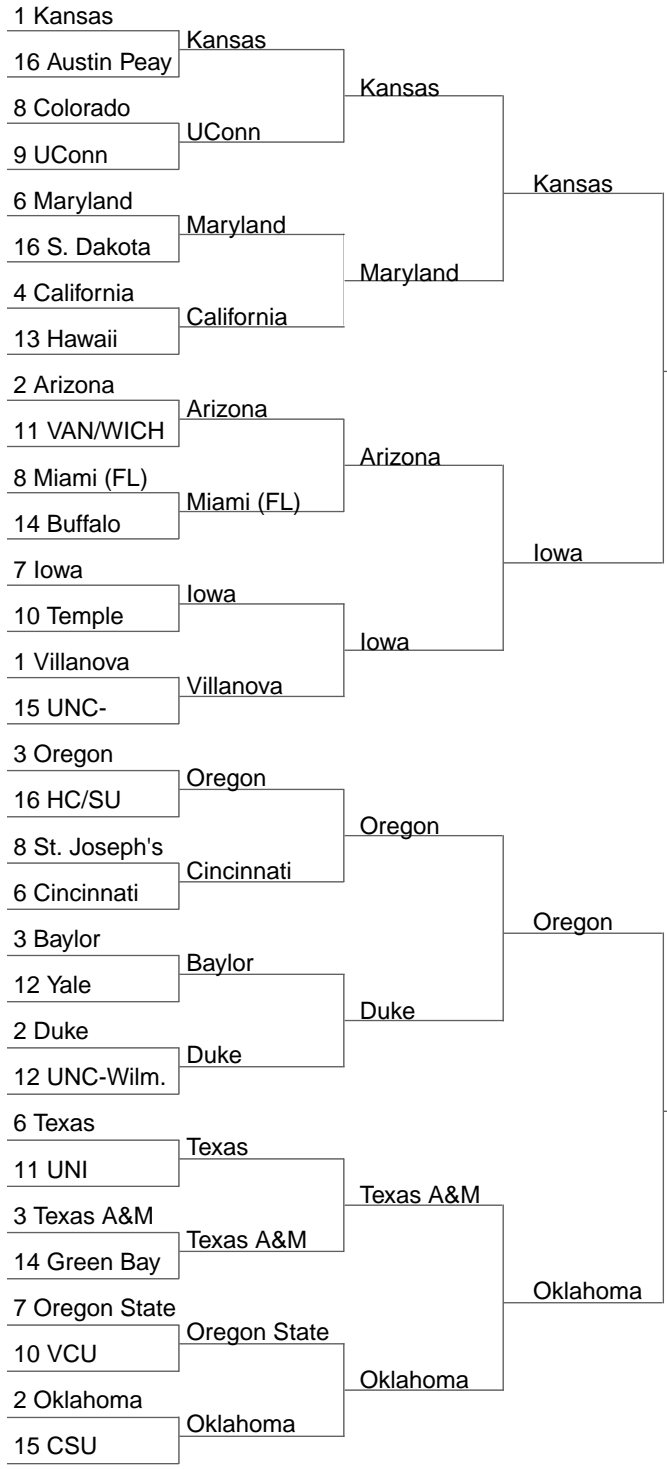 1 Kansas
16 Austin Peay
8 Colorado
9 UConn
6 Maryland
16 S. Dakota
4 California
13 Hawaii
2 Arizona
11 VAN/WICH
8 Miami (FL)
14 Buffalo
7 Iowa
10 Temple
1 Villanova
15 UNC-
3 Oregon
16 HC/SU
8 St. Joseph's
6 Cincinnati
3 Baylor
12 Yale
2 Duke
12 UNC-Wilm.
6 Texas
11 UNI
3 Texas A&M
14 Green Bay
7 Oregon State
10 VCU
2 Oklahoma
15 CSU
Kansas
UConn
Maryland
California
Arizona
Miami (FL)
Iowa
Villanova
Oregon
Cincinnati
Baylor
Duke
Texas
Texas A&M
Oregon State
Oklahoma
Kansas
Maryland
Arizona
Iowa
Oregon
Duke
Texas A&M
Oklahoma
Kansas
Iowa
Oregon
Oklahoma